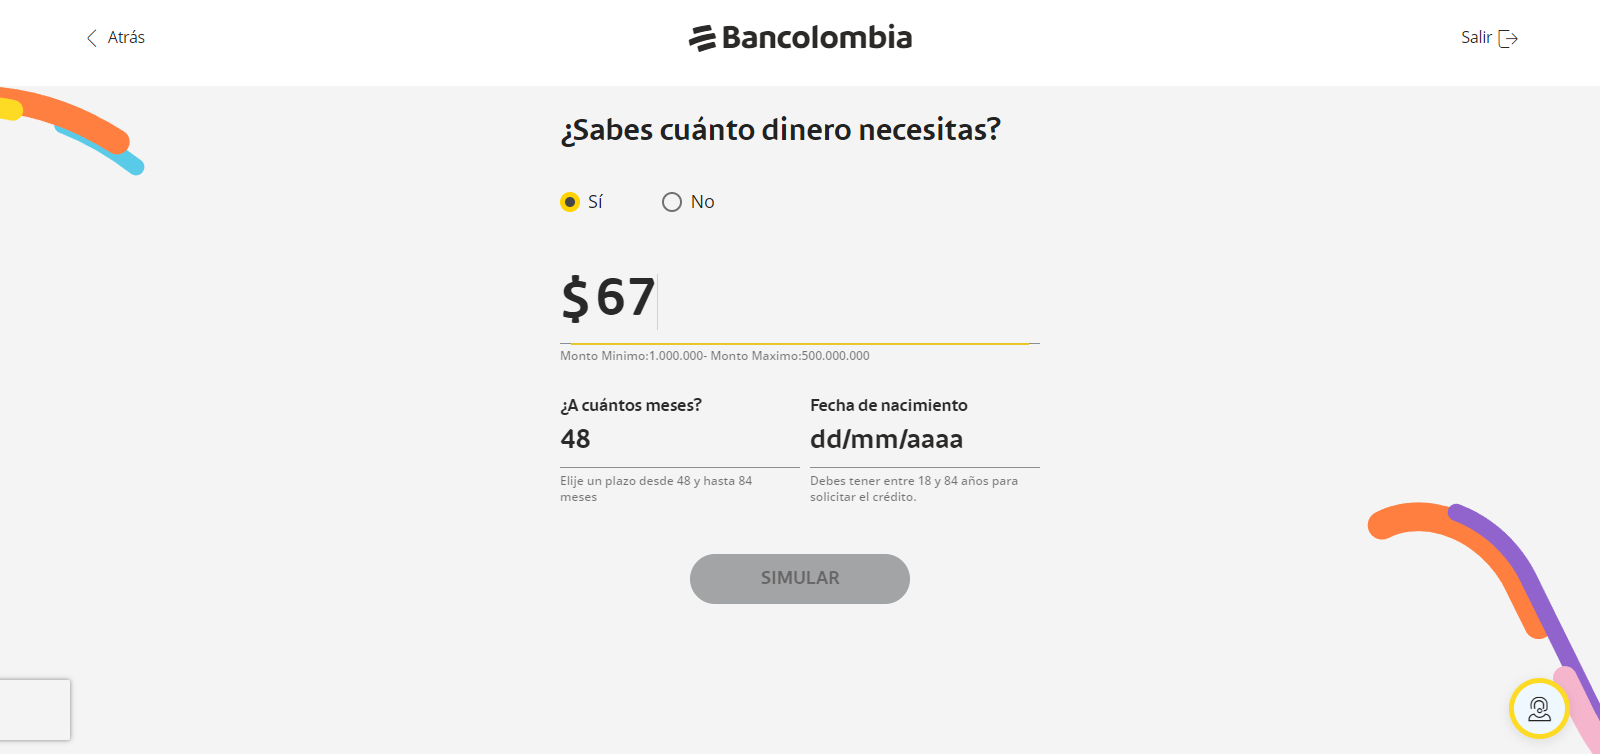 Atrás
Bancolombia
Salir
¿Sabes cuánto dinero necesitas?
Sí
No
$67
Monto Minimo:1.000.000- Monto Maximo:500.000.000
¿A cuántos meses?
48
Elije un plazo desde 48 y hasta 84
meses
Fecha de nacimiento
dd/mm/aaaa
Debes tener entre 18 y 84 años para
solicitar el crédito.
SIMULAR